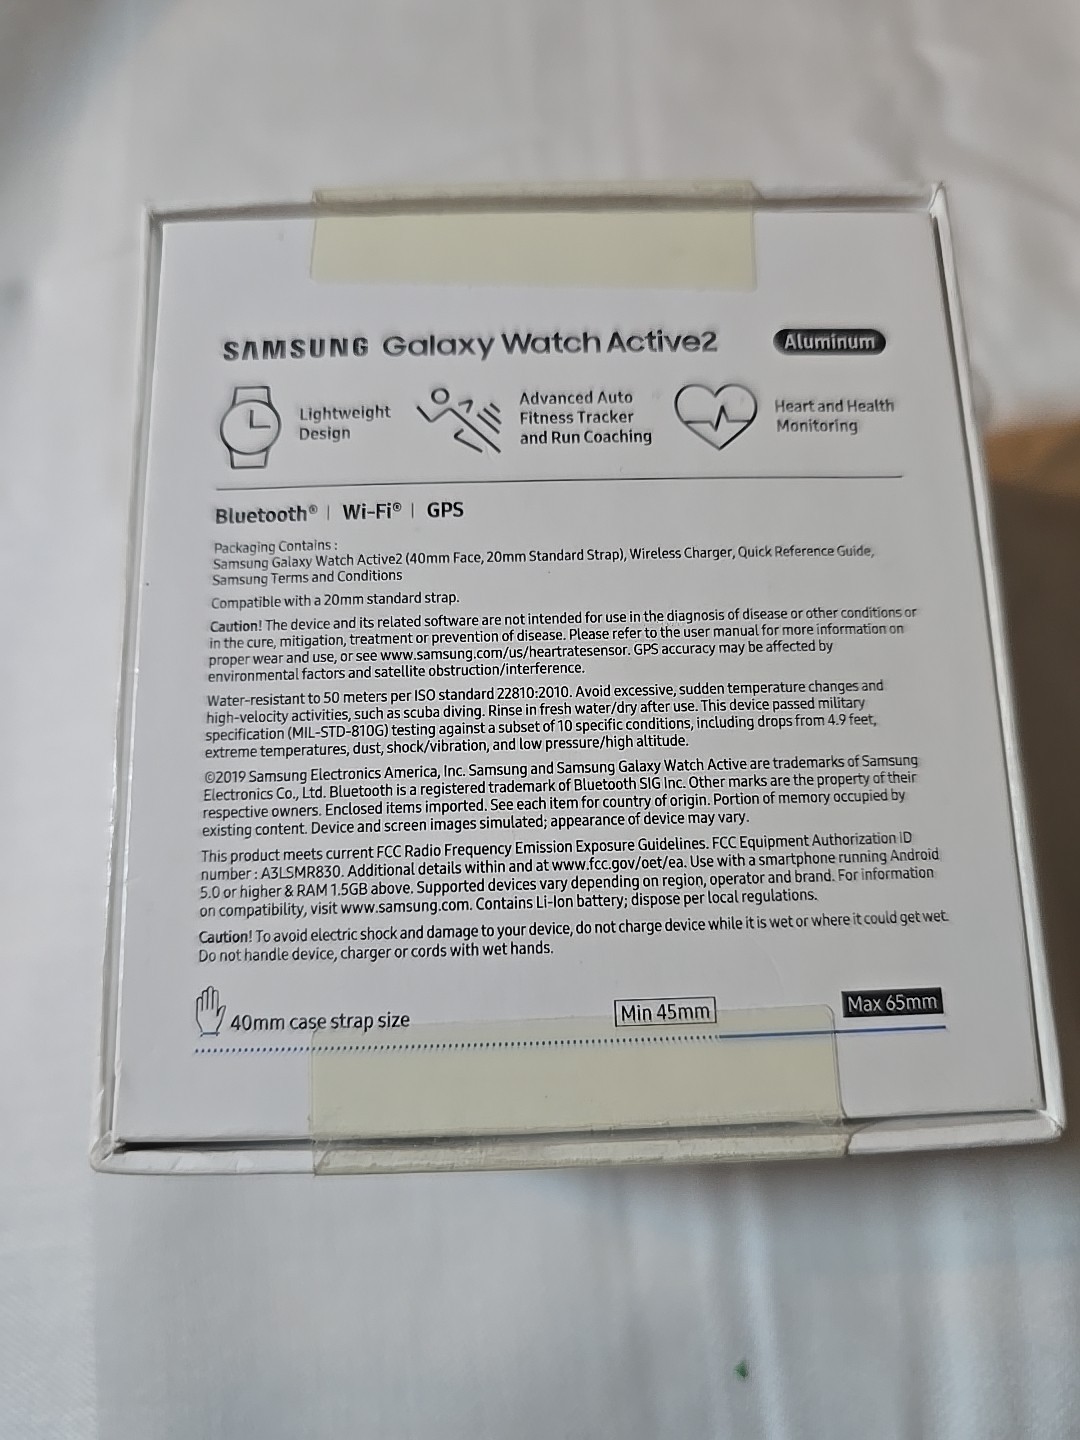 SAMSUNG Galaxy Watch Active2 Aluminum
Lightweight
Design
Advanced Auto
Fitness Tracker
and Run Coaching
Heart and Health
Monitoring
Bluetooth® | Wi-Fi® | GPS
Packaging Contains :
Samsung Galaxy Watch Active2 (40mm Face, 20mm Standard Strap), Wireless Charger, Quick Reference Guide,
Samsung Terms and Conditions
Compatible with a 20mm standard strap.
Caution! The device and its related software are not intended for use in the diagnosis of disease or other conditions or
in the cure, mitigation, treatment or prevention of disease. Please refer to the user manual for more information on
proper wear and use, or see www.samsung.com/us/heartratesensor. GPS accuracy may be affected by
environmental factors and satellite obstruction/interference.
Water-resistant to 50 meters per ISO standard 22810:2010. Avoid excessive, sudden temperature changes and
high-velocity activities, such as scuba diving. Rinse in fresh water/dry after use. This device passed military
specification (MIL-STD-810G) testing against a subset of 10 specific conditions, including drops from 4.9 feet,
extreme temperatures, dust, shock/vibration, and low pressure/high altitude.
©2019 Samsung Electronics America, Inc. Samsung and Samsung Galaxy Watch Active are trademarks of Samsung
Electronics Co., Ltd. Bluetooth is a registered trademark of Bluetooth SIG Inc. Other marks are the property of their
respective owners. Enclosed items imported. See each item for country of origin. Portion of memory occupied by
existing content. Device and screen images simulated; appearance of device may vary.
This product meets current FCC Radio Frequency Emission Exposure Guidelines. FCC Equipment Authorization ID
number : A3LSMR830. Additional details within and at www.fcc.gov/oet/ea. Use with a smartphone running Android
5.0 or higher & RAM 1.5GB above. Supported devices vary depending on region, operator and brand. For information
on compatibility, visit www.samsung.com. Contains Li-Ion battery; dispose per local regulations.
Caution! To avoid electric shock and damage to your device, do not charge device while it is wet or where it could get wet.
Do not handle device, charger or cords with wet hands.
40mm case strap size
Min 45mm
Max 65mm